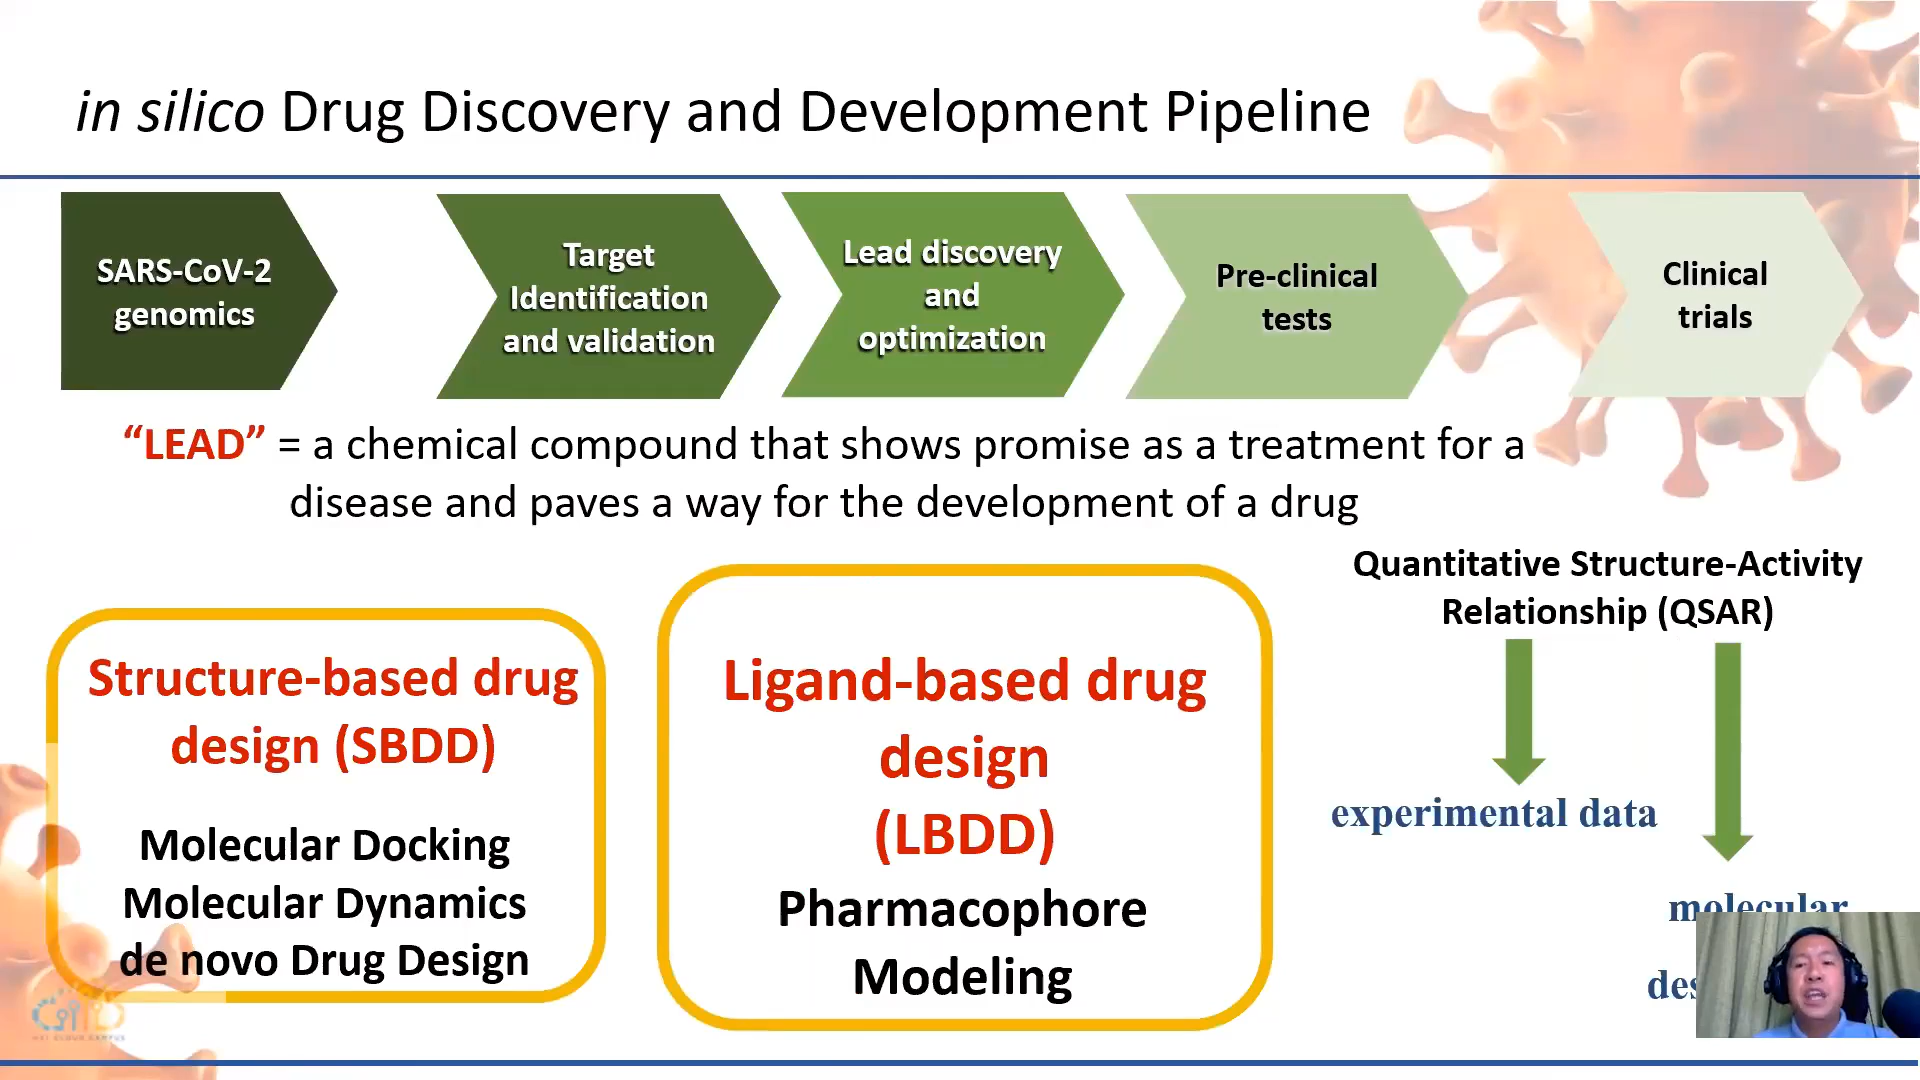 in silico Drug Discovery and Development Pipeline
SARS-CoV-2
genomics
Target
Identification
and validation
Lead discovery
and
optimization
Pre-clinical
tests
Clinical
trials
“LEAD” = a chemical compound that shows promise as a treatment for a
disease and paves a way for the development of a drug
Structure-based drug
design (SBDD)
Molecular Docking
Molecular Dynamics
de novo Drug Design
Ligand-based drug
design
(LBDD)
Pharmacophore
Modeling
Quantitative Structure-Activity
Relationship (QSAR)
experimental data
molecular